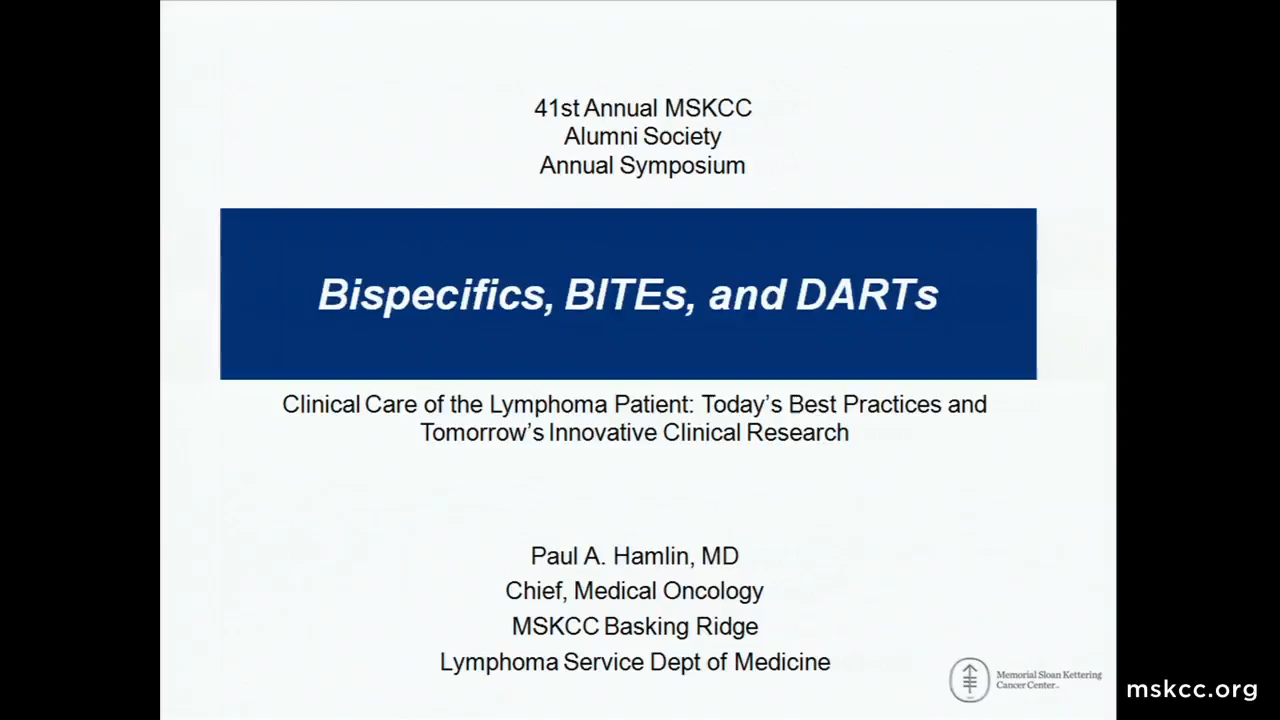 41st Annual MSKCC
Alumni Society
Annual Symposium
Bispecifics, BITEs, and DARTs
Clinical Care of the Lymphoma Patient: Today's Best Practices and
Tomorrow's Innovative Clinical Research
Paul A. Hamlin, MD
Chief, Medical Oncology
MSKCC Basking Ridge
Lymphoma Service Dept of Medicine
Memorial Sloan Kettering
Cancer Center™
mskcc.org